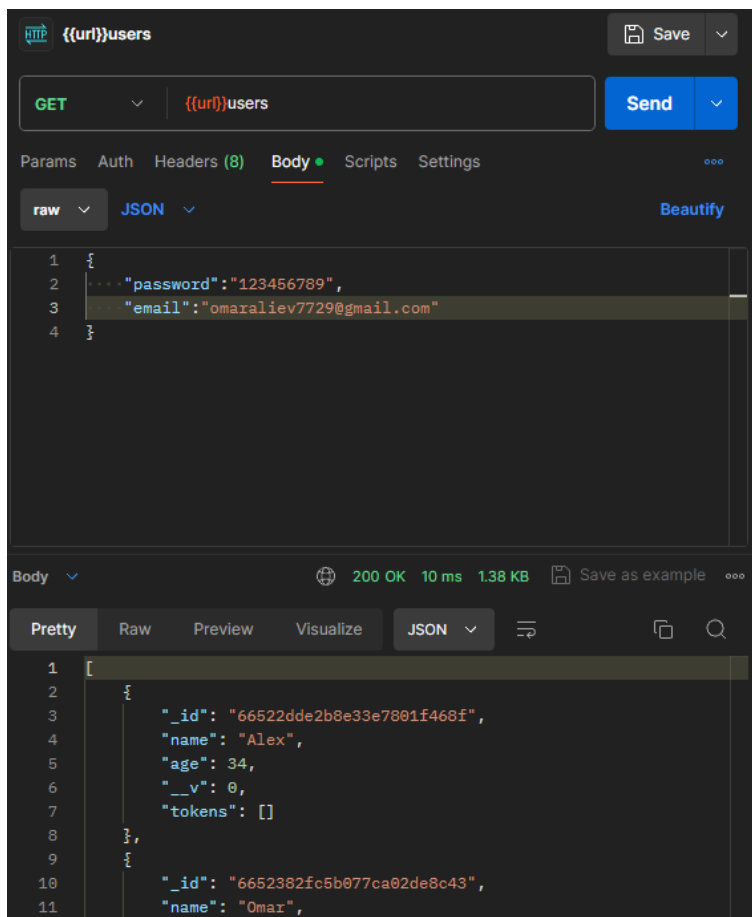 HTTP {{url}}users Save
GET {{url}}users Send
Params Auth Headers (8) Body Scripts Settings
raw JSON Beautify
1 {
2 ····"password":"123456789",
3 ····"email":"omaraliev7729@gmail.com"
4 }
Body 200 OK 10 ms 1.38 KB Save as example
Pretty Raw Preview Visualize JSON
1 [
2 {
3 "_id": "66522dde2b8e33e7801f468f",
4 "name": "Alex",
5 "age": 34,
6 "__v": 0,
7 "tokens": []
8 },
9 {
10 "_id": "6652382fc5b077ca02de8c43",
11 "name": "Omar",